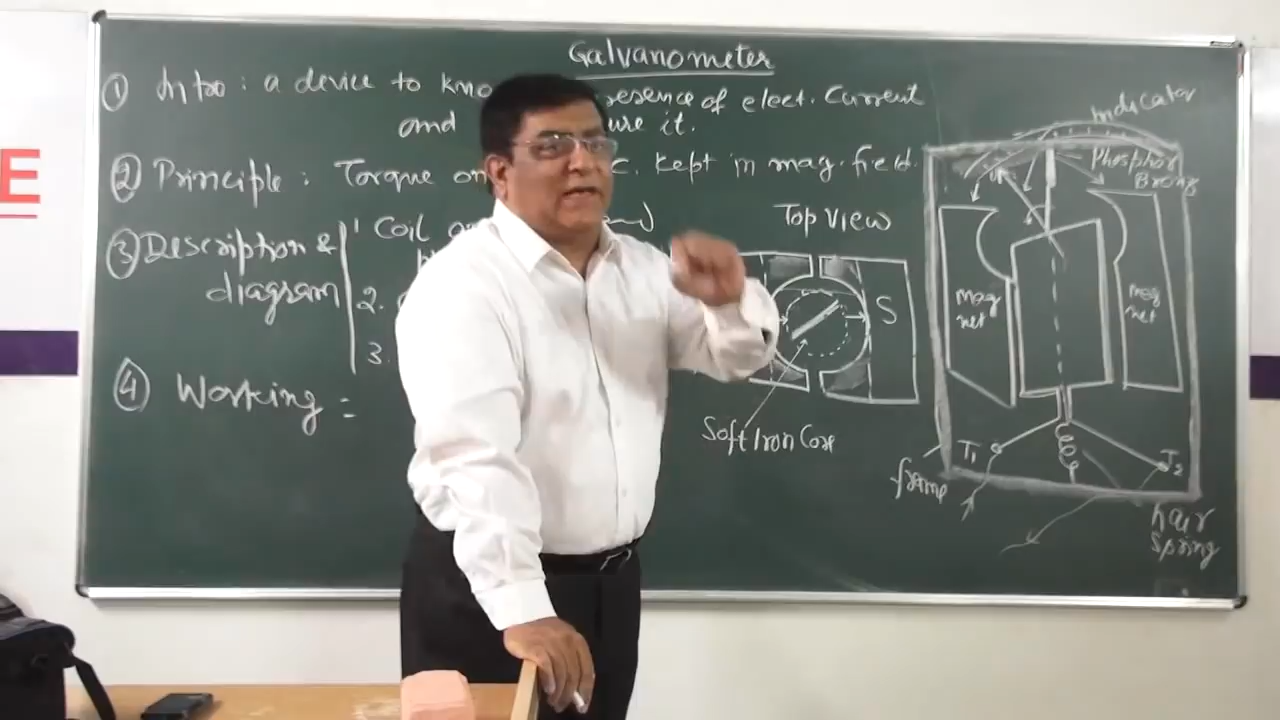 Galvanometer
① Intro : a device to kno esence of elect. Current
and ure it.
② Principle : Torque on c. kept in mag. field.
③ Description &
diagram
1 Coil
2.
3.
④ Working :
Top View
S
Soft Iron Core
Indicator
Phosphor
Bronz
mag
net
mag
net
T₁
T₂
frame
hair
Spring
E